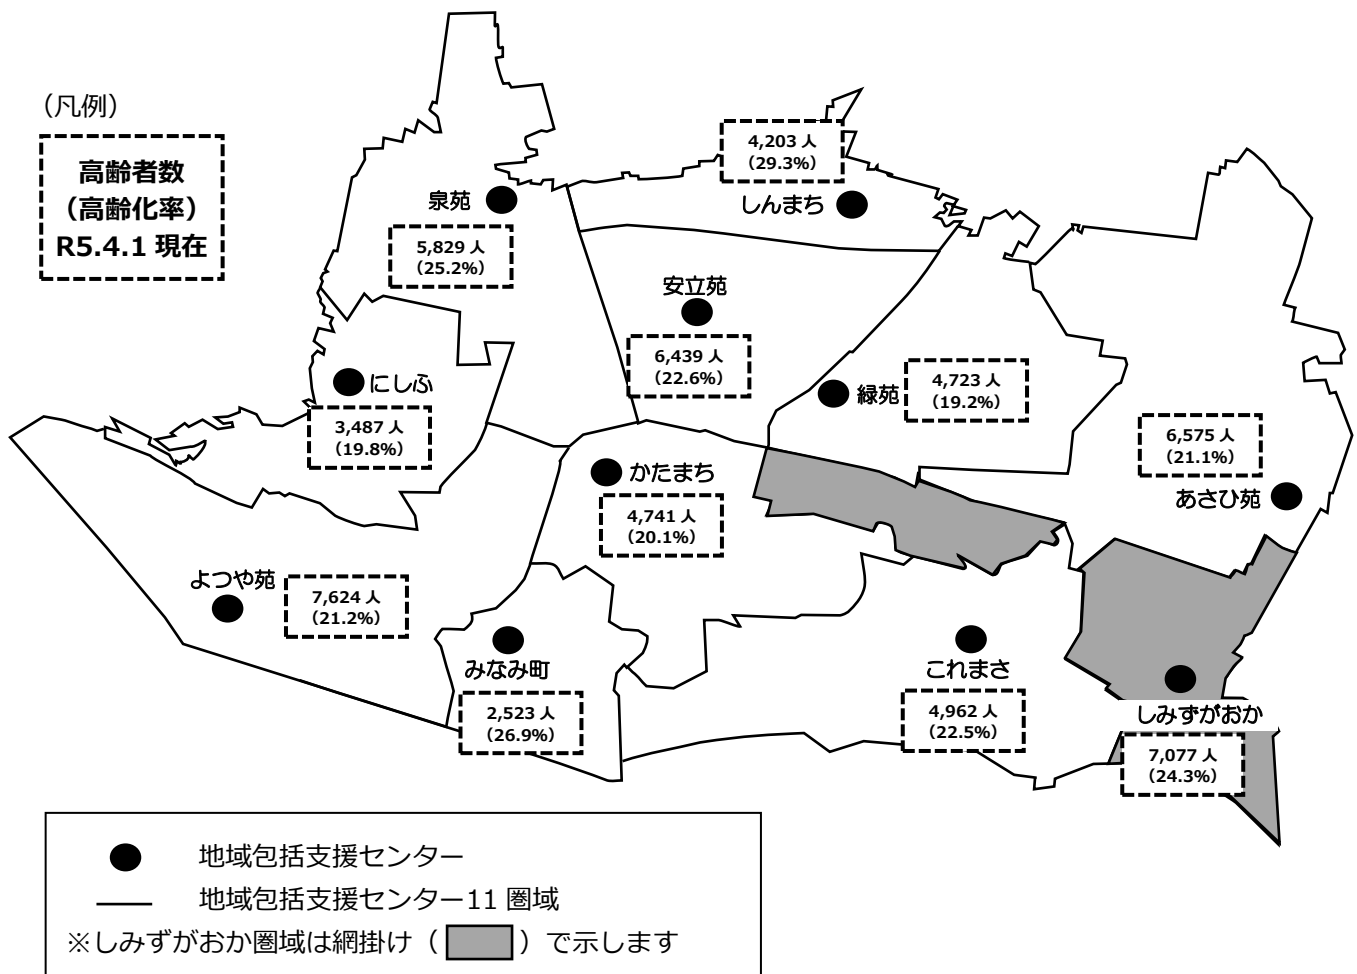 （凡例）
高齢者数
（高齢化率）
R5.4.1 現在
4,203 人
（29.3%）
しんまち
泉苑
5,829 人
（25.2%）
安立苑
6,439 人
（22.6%）
にしふ
3,487 人
（19.8%）
緑苑
4,723 人
（19.2%）
6,575 人
（21.1%）
あさひ苑
かたまち
4,741 人
（20.1%）
よつや苑
7,624 人
（21.2%）
みなみ町
2,523 人
（26.9%）
これまさ
4,962 人
（22.5%）
しみずがおか
7,077 人
（24.3%）
地域包括支援センター
地域包括支援センター11 圏域
※しみずがおか圏域は網掛け（ ）で示します